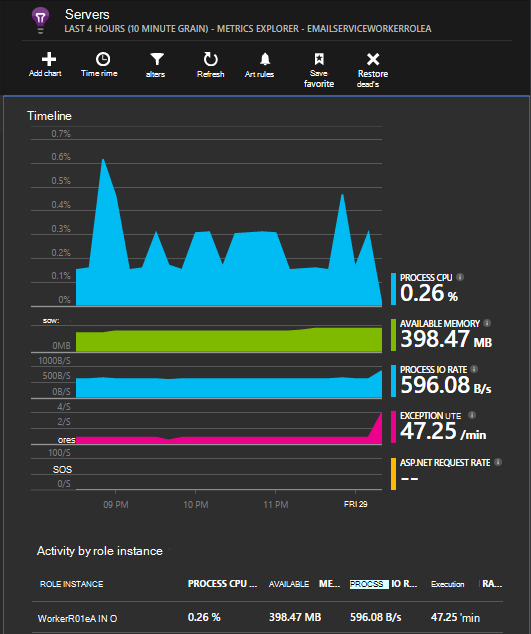 Servers
LAST 4 HOURS (10 MINUTE GRAIN) - METRICS EXPLORER - EMAILSERVICEWORKERROLEA
Add chart Time rime alters Refresh Art rules Save favorite Restore dead's
Timeline
0.7%
0.6%
0.5%
0.4%
0.3%
0.2%
0.1%
0%
PROCESS CPU
0.26 %
sow:
0MB
AVAILABLE MEMORY
398.47 MB
1000B/S
500B/S
0B/S
PROCESS IO RATE
596.08 B/s
4/S
2/S
ores
EXCEPTION UTE
47.25 /min
100/S
SOS
0/S
ASP.NET REQUEST RATE
--
09 PM 10 PM 11 PM FRI 29
Activity by role instance
ROLE INSTANCE PROCESS CPU ... AVAILABLE ME... PROCSS IO R... Execution RA...
WorkerR01eA IN O 0.26 % 398.47 MB 596.08 B/s 47.25 'min